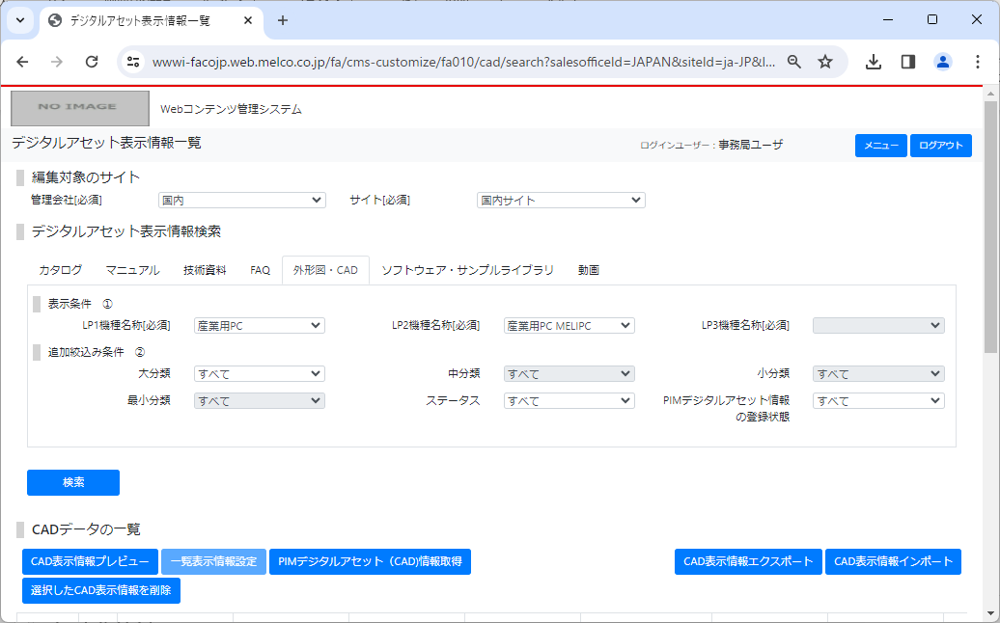 デジタルアセット表示情報一覧
wwwi-facojp.web.melco.co.jp/fa/cms-customize/fa010/cad/search?salesofficeId=JAPAN&siteId=ja-JP&l...
NO IMAGE Webコンテンツ管理システム
デジタルアセット表示情報一覧 ログインユーザー : 事務局ユーザ メニュー ログアウト
編集対象のサイト
管理会社[必須] 国内 サイト[必須] 国内サイト
デジタルアセット表示情報検索
カタログ マニュアル 技術資料 FAQ 外形図・CAD ソフトウェア・サンプルライブラリ 動画
表示条件 ①
LP1機種名称[必須] 産業用PC LP2機種名称[必須] 産業用PC MELIPC LP3機種名称[必須]
追加絞込み条件 ②
大分類 すべて 中分類 すべて 小分類 すべて
最小分類 すべて ステータス すべて PIMデジタルアセット情報 すべて
の登録状態
検索
CADデータの一覧
CAD表示情報プレビュー 一覧表示情報設定 PIMデジタルアセット（CAD)情報取得 CAD表示情報エクスポート CAD表示情報インポート
選択したCAD表示情報を削除